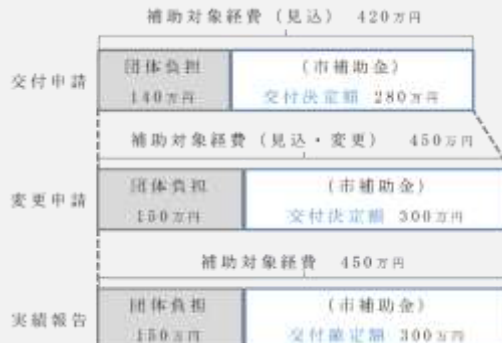 補助対象経費（見込） 420万円
交付申請
団体負担
140万円
（市補助金）
交付決定額 280万円
補助対象経費（見込・変更） 450万円
変更申請
団体負担
150万円
（市補助金）
交付決定額 300万円
補助対象経費 450万円
実績報告
団体負担
150万円
（市補助金）
交付確定額 300万円